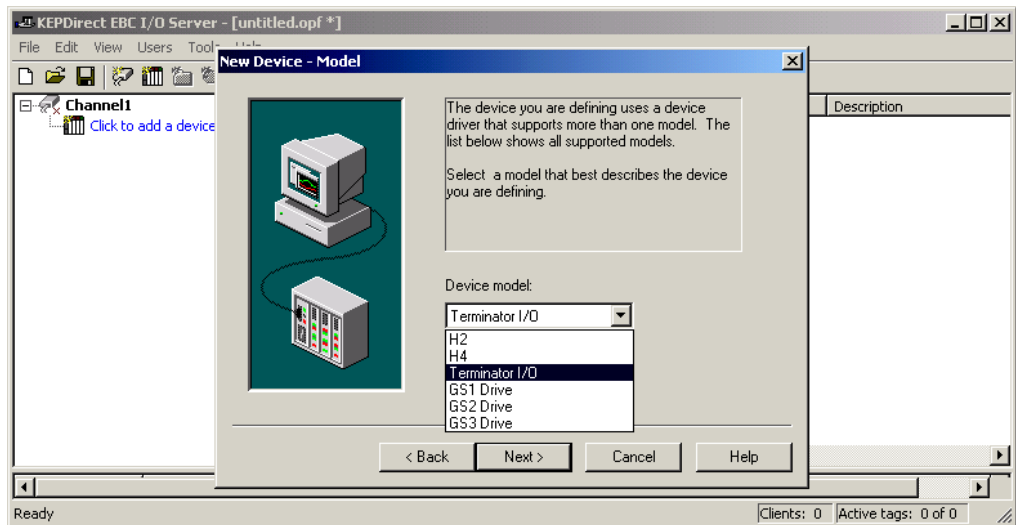 KEPDirect EBC I/O Server - [untitled.opf *]
File Edit View Users Tools Help
New Device - Model
Channel1
Click to add a device
Description
The device you are defining uses a device
driver that supports more than one model. The
list below shows all supported models.
Select a model that best describes the device
you are defining.
Device model:
Terminator I/O
H2
H4
Terminator I/O
GS1 Drive
GS2 Drive
GS3 Drive
< Back Next > Cancel Help
Ready
Clients: 0 Active tags: 0 of 0